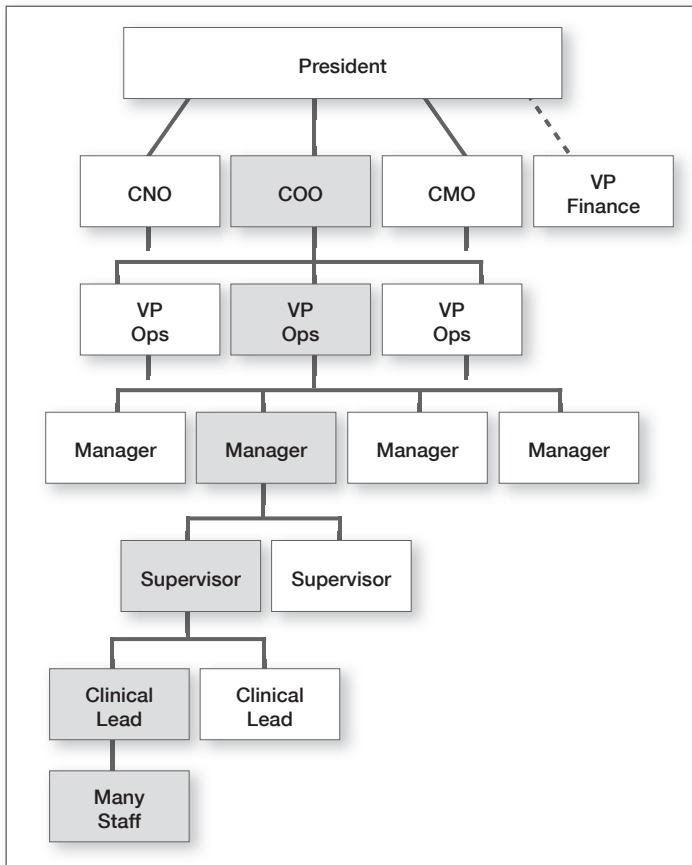 President
CNO
COO
CMO
VP
Finance
VP
Ops
VP
Ops
VP
Ops
Manager
Manager
Manager
Manager
Supervisor
Supervisor
Clinical
Lead
Clinical
Lead
Many
Staff